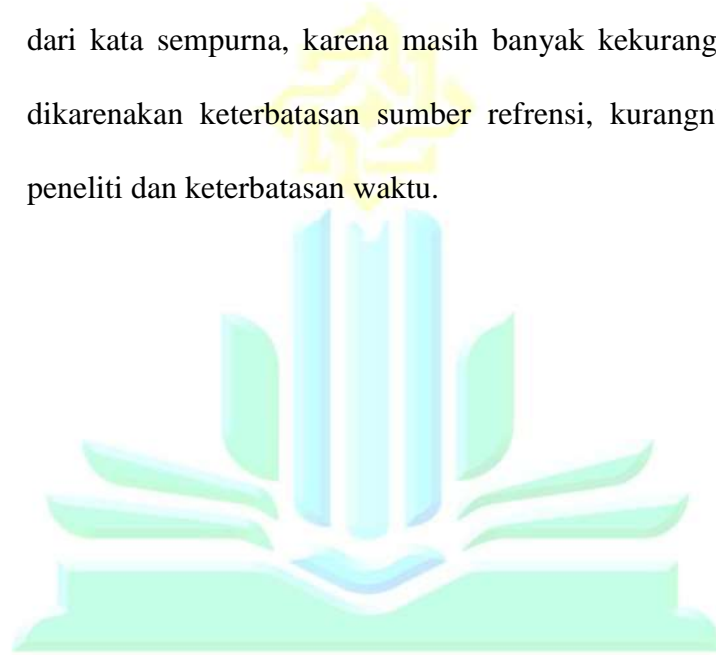 dari kata sempurna, karena masih banyak kekurang
dikarenakan keterbatasan sumber refrensi, kurangn
peneliti dan keterbatasan waktu.